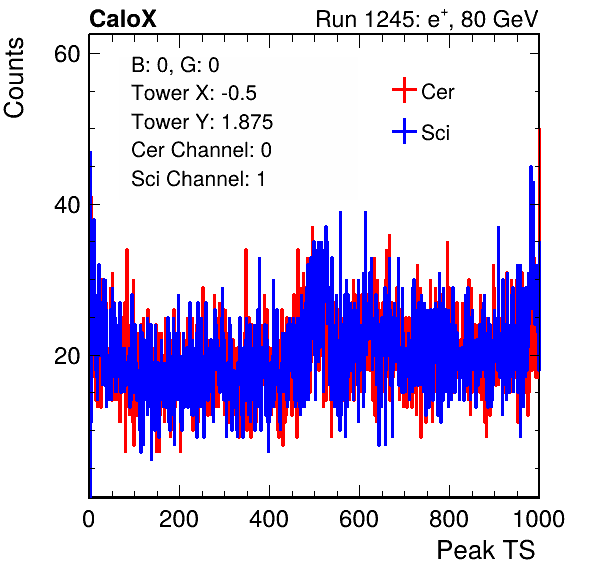 CaloX Run 1245: e⁺, 80 GeV
Counts
60
40
20
B: 0, G: 0
Tower X: -0.5
Tower Y: 1.875
Cer Channel: 0
Sci Channel: 1
Cer
Sci
0 200 400 600 800 1000
Peak TS